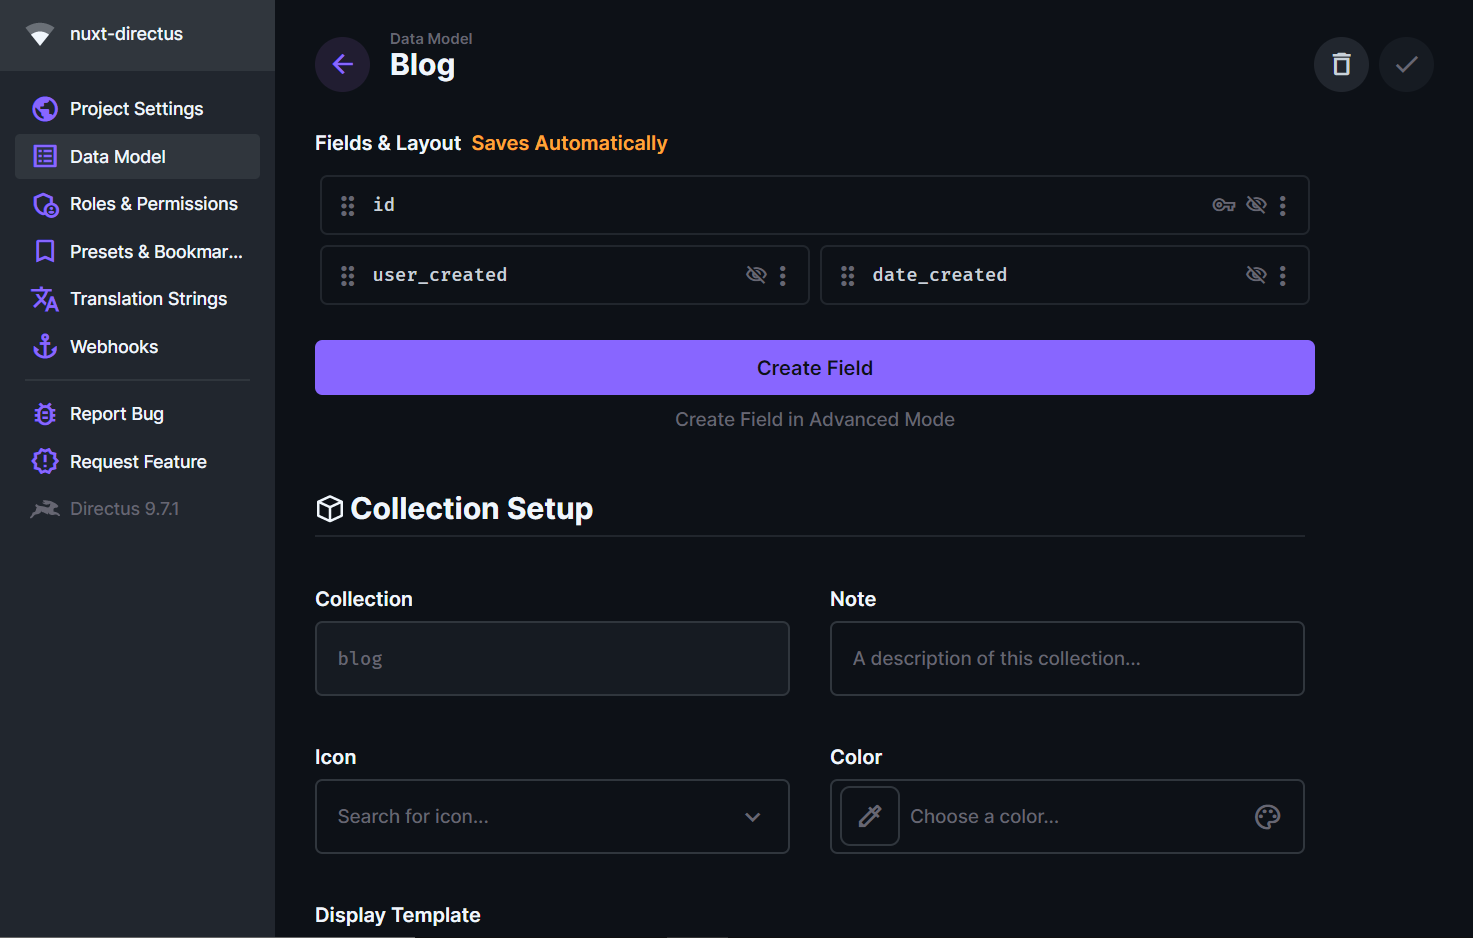 nuxt-directus
Project Settings
Data Model
Roles & Permissions
Presets & Bookmar...
Translation Strings
Webhooks
Report Bug
Request Feature
Directus 9.7.1
Data Model
Blog
Fields & Layout Saves Automatically
id
user_created
date_created
Create Field
Create Field in Advanced Mode
Collection Setup
Collection
blog
Note
A description of this collection...
Icon
Search for icon...
Color
Choose a color...
Display Template